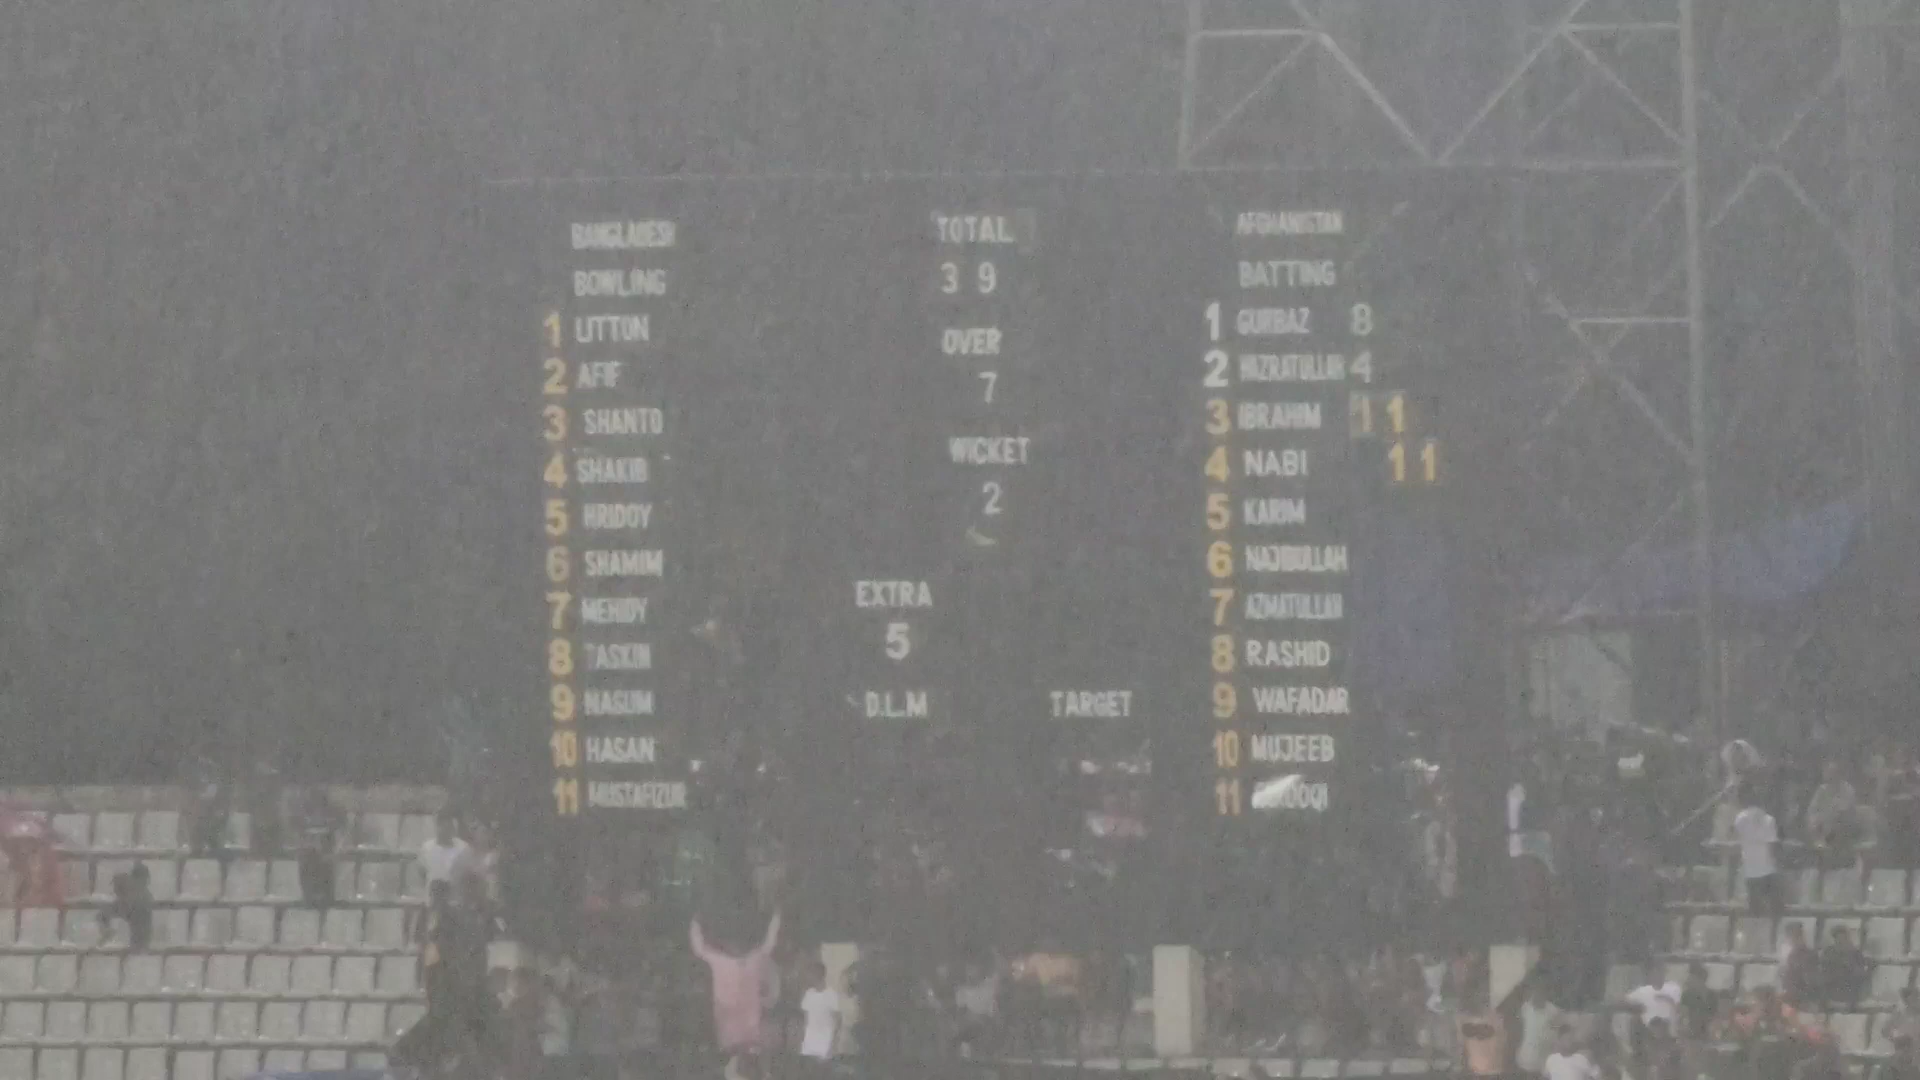 BANGLADESH
BOWLING
1 LITTON
2 AFIF
3 SHANTO
4 SHAKIB
5 HRIDOY
6 SHAMIM
7 MEHIDY
8 TASKIN
9 NASUM
10 HASAN
11 MUSTAFIZUR
TOTAL
3 9
OVER
7
WICKET
2
EXTRA
5
D.L.M TARGET
AFGHANISTAN
BATTING
1 GURBAZ 8
2 HAZRATULLAH 4
3 IBRAHIM 1 1
4 NABI 1 1
5 KARIM
6 NAJIBULLAH
7 AZMATULLAH
8 RASHID
9 WAFADAR
10 MUJEEB
11